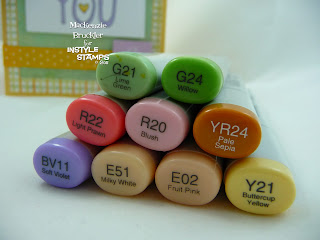 YOU
Mackenzie
Bruckler
for
INSTYLE
STAMPS
G21
Lime
Green
G24
Willow
R22
Light Prawn
R20
Blush
YR24
Pale
Sepia
BV11
Soft Violet
E51
Milky White
E02
Fruit Pink
Y21
Buttercup
Yellow